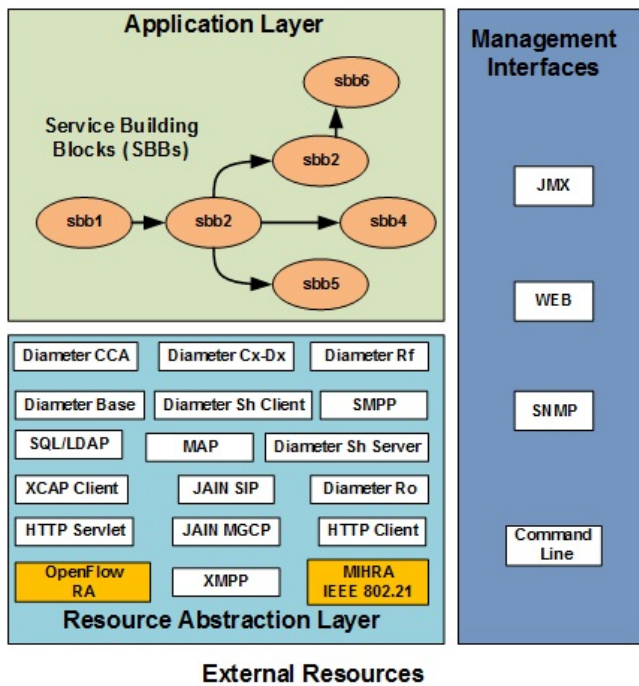 Application Layer
Service Building
Blocks (SBBs)
sbb6
sbb2
sbb1
sbb2
sbb4
sbb5
Diameter CCA
Diameter Cx-Dx
Diameter Rf
Diameter Base
Diameter Sh Client
SMPP
SQL/LDAP
MAP
Diameter Sh Server
XCAP Client
JAIN SIP
Diameter Ro
HTTP Servlet
JAIN MGCP
HTTP Client
OpenFlow
RA
XMPP
MIHRA
IEEE 802.21
Resource Abstraction Layer
Management
Interfaces
JMX
WEB
SNMP
Command
Line
External Resources